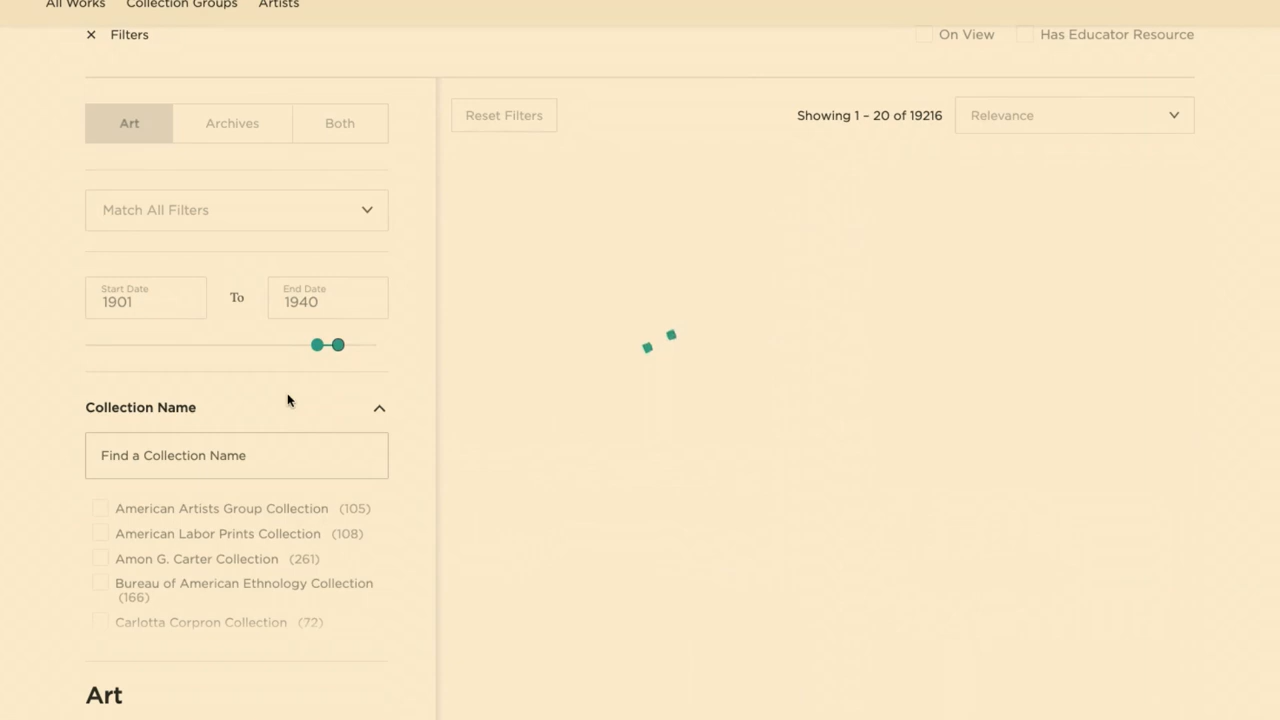 All Works Collection Groups Artists
Filters
On View Has Educator Resource
Art Archives Both
Reset Filters
Showing 1 – 20 of 19216
Relevance
Match All Filters
Start Date
1901
To
End Date
1940
Collection Name
Find a Collection Name
American Artists Group Collection (105)
American Labor Prints Collection (108)
Amon G. Carter Collection (261)
Bureau of American Ethnology Collection
(166)
Carlotta Corpron Collection (72)
Art